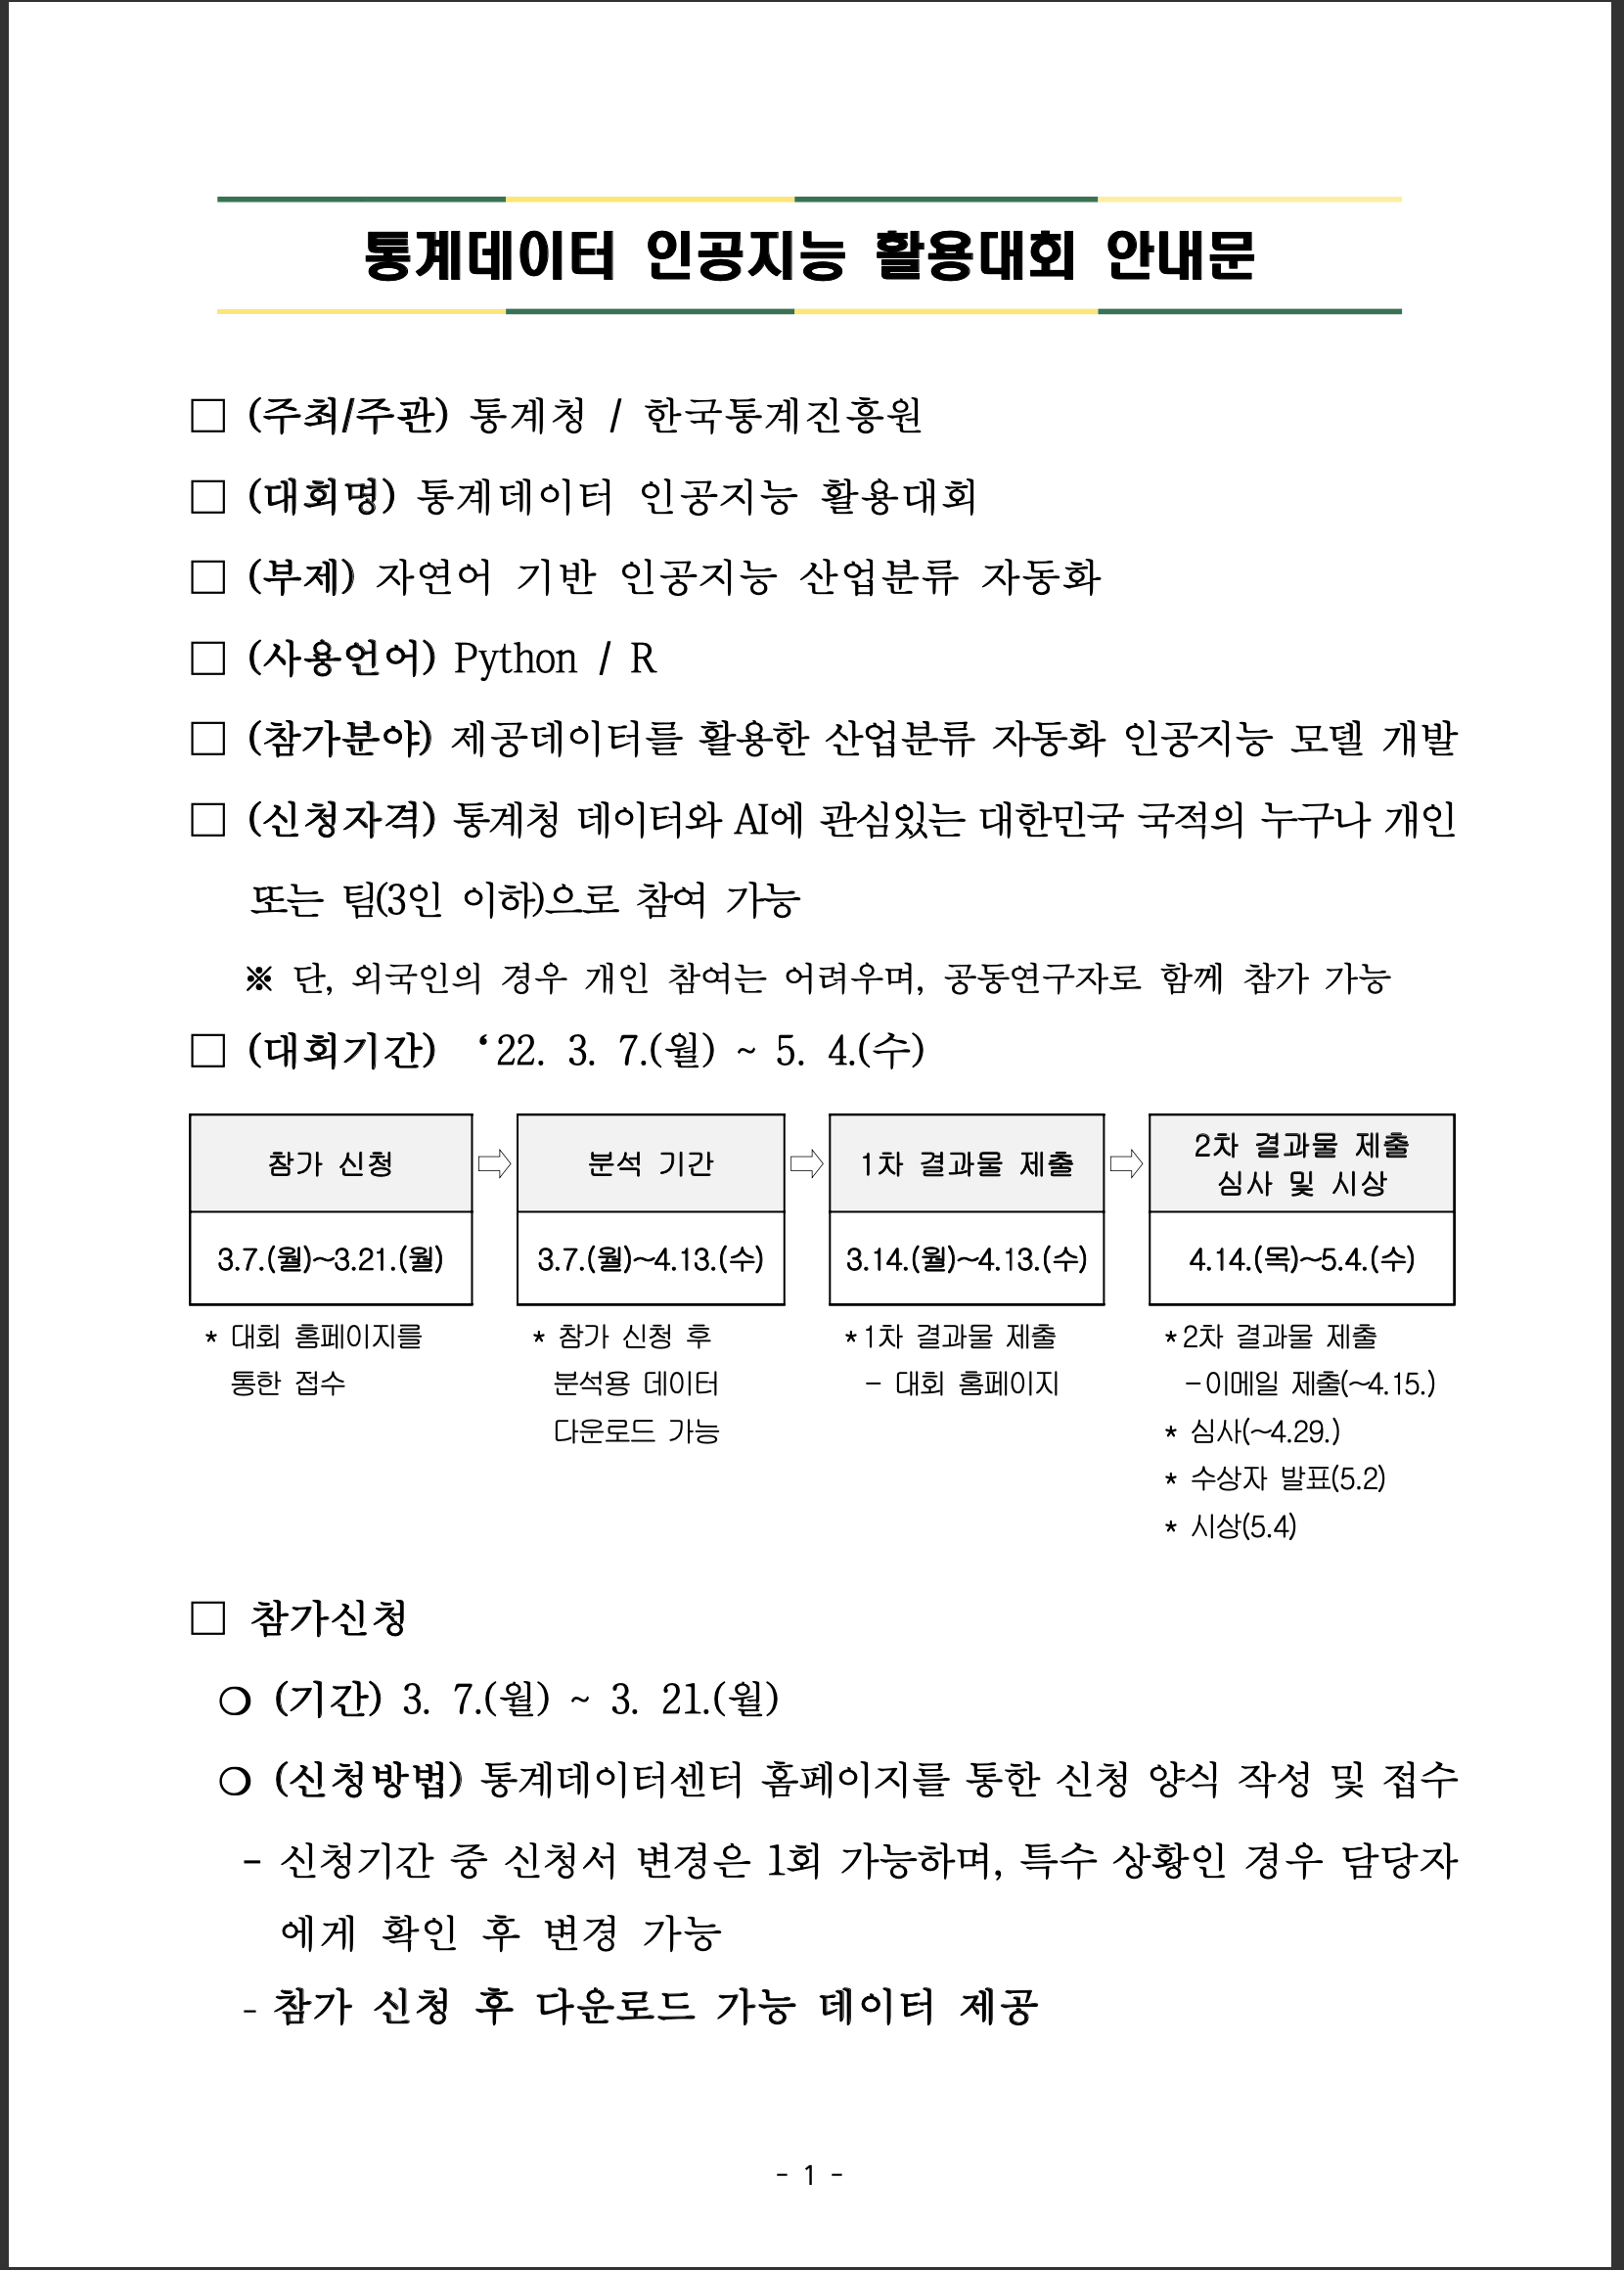 통계데이터 인공지능 활용대회 안내문
□ (주최/주관) 통계청 / 한국통계진흥원
□ (대회명) 통계데이터 인공지능 활용대회
□ (부제) 자연어 기반 인공지능 산업분류 자동화
□ (사용언어) Python / R
□ (참가분야) 제공데이터를 활용한 산업분류 자동화 인공지능 모델 개발
□ (신청자격) 통계청 데이터와 AI에 관심있는 대한민국 국적의 누구나 개인
또는 팀(3인 이하)으로 참여 가능
※ 단, 외국인의 경우 개인 참여는 어려우며, 공동연구자로 함께 참가 가능
□ (대회기간) ‘22. 3. 7.(월) ~ 5. 4.(수)
참가 신청
⇨
분석 기간
⇨
1차 결과물 제출
⇨
2차 결과물 제출
심사 및 시상
3.7.(월)~3.21.(월)
3.7.(월)~4.13.(수)
3.14.(월)~4.13.(수)
4.14.(목)~5.4.(수)
* 대회 홈페이지를
통한 접수
* 참가 신청 후
분석용 데이터
다운로드 가능
*1차 결과물 제출
- 대회 홈페이지
*2차 결과물 제출
-이메일 제출(~4.15.)
* 심사(~4.29.)
* 수상자 발표(5.2)
* 시상(5.4)
□ 참가신청
○ (기간) 3. 7.(월) ~ 3. 21.(월)
○ (신청방법) 통계데이터센터 홈페이지를 통한 신청 양식 작성 및 접수
- 신청기간 중 신청서 변경은 1회 가능하며, 특수 상황인 경우 담당자
에게 확인 후 변경 가능
- 참가 신청 후 다운로드 가능 데이터 제공
- 1 -